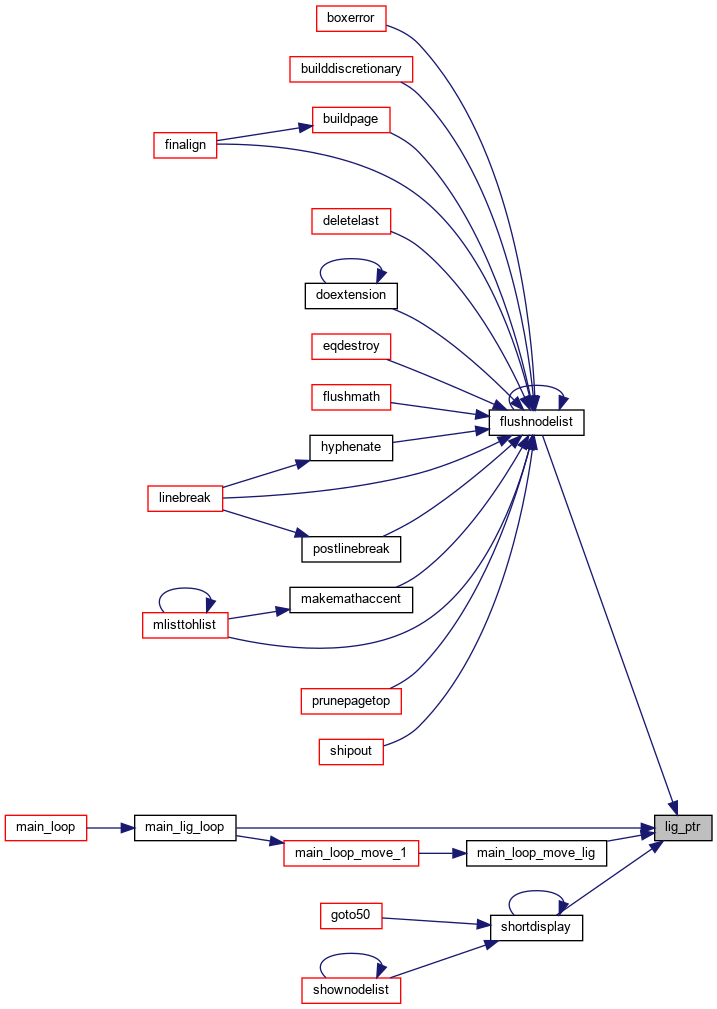 boxerror
builddiscretionary
buildpage
finalign
deletelast
doextension
eqdestroy
flushmath
flushnodelist
hyphenate
linebreak
postlinebreak
makemathaccent
mlisttohlist
prunepagetop
shipout
main_loop
main_lig_loop
lig_ptr
main_loop_move_1
main_loop_move_lig
goto50
shortdisplay
shownodelist